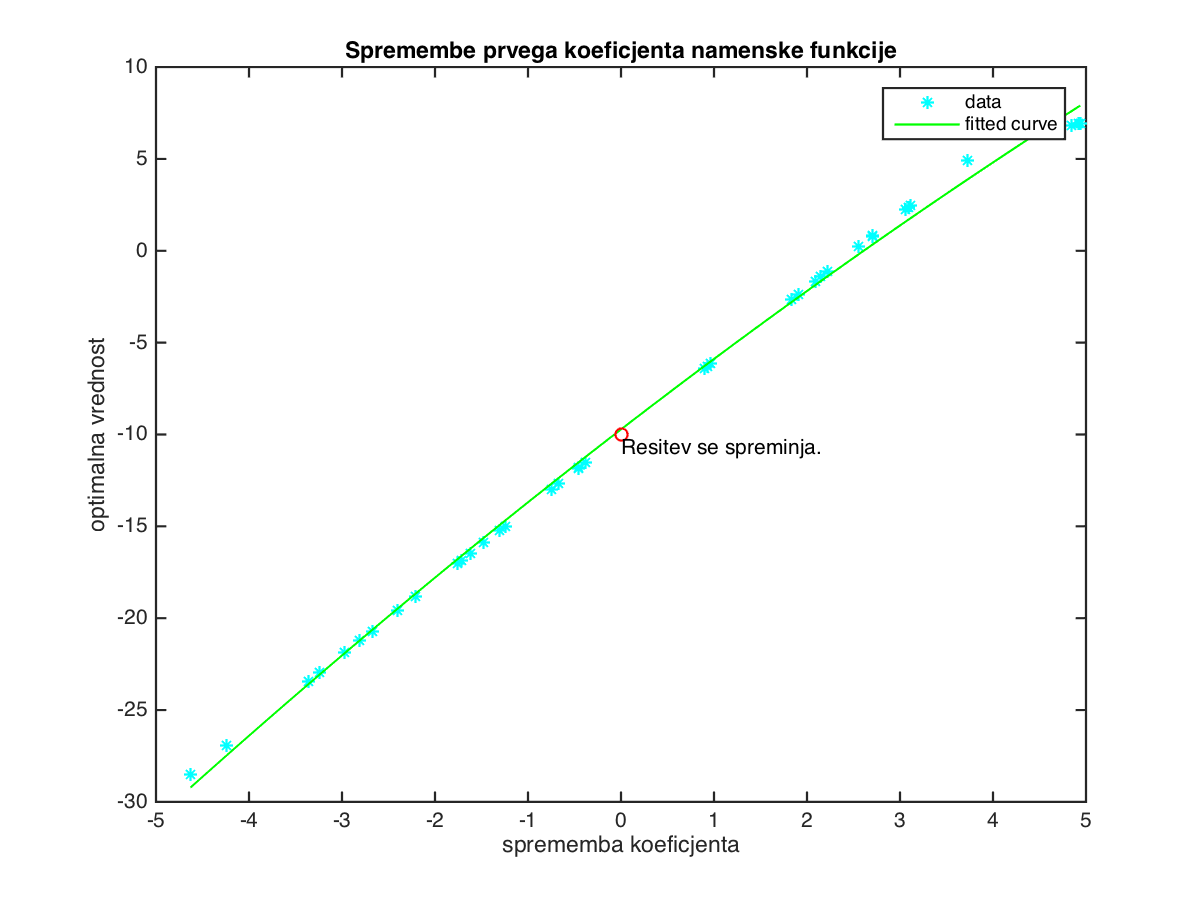 Spremembe prvega koeficjenta namenske funkcije
10
5
0
-5
-10
-15
-20
-25
-30
optimalna vrednost
data
fitted curve
Resitev se spreminja.
-5 -4 -3 -2 -1 0 1 2 3 4 5
sprememba koeficjenta